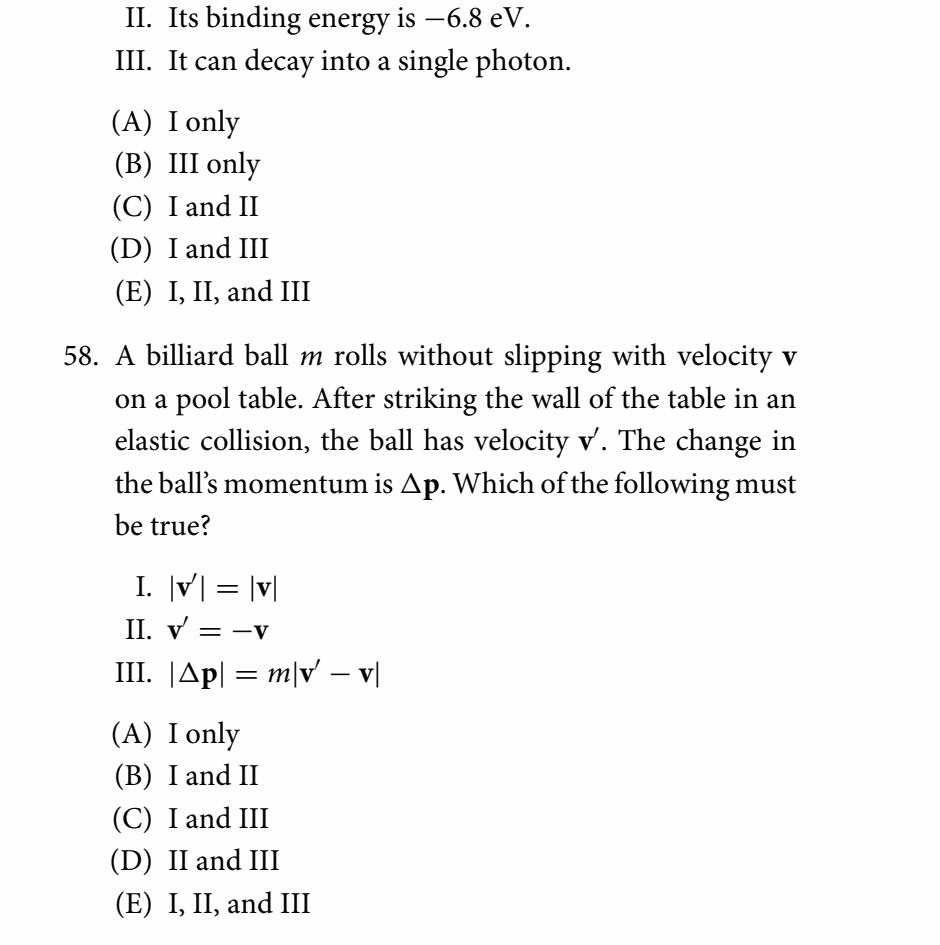 II. Its binding energy is −6.8 eV.
III. It can decay into a single photon.
(A) I only
(B) III only
(C) I and II
(D) I and III
(E) I, II, and III
58. A billiard ball m rolls without slipping with velocity v
on a pool table. After striking the wall of the table in an
elastic collision, the ball has velocity v′. The change in
the ball’s momentum is Δp. Which of the following must
be true?
I. |v′| = |v|
II. v′ = −v
III. |Δp| = m|v′ − v|
(A) I only
(B) I and II
(C) I and III
(D) II and III
(E) I, II, and III